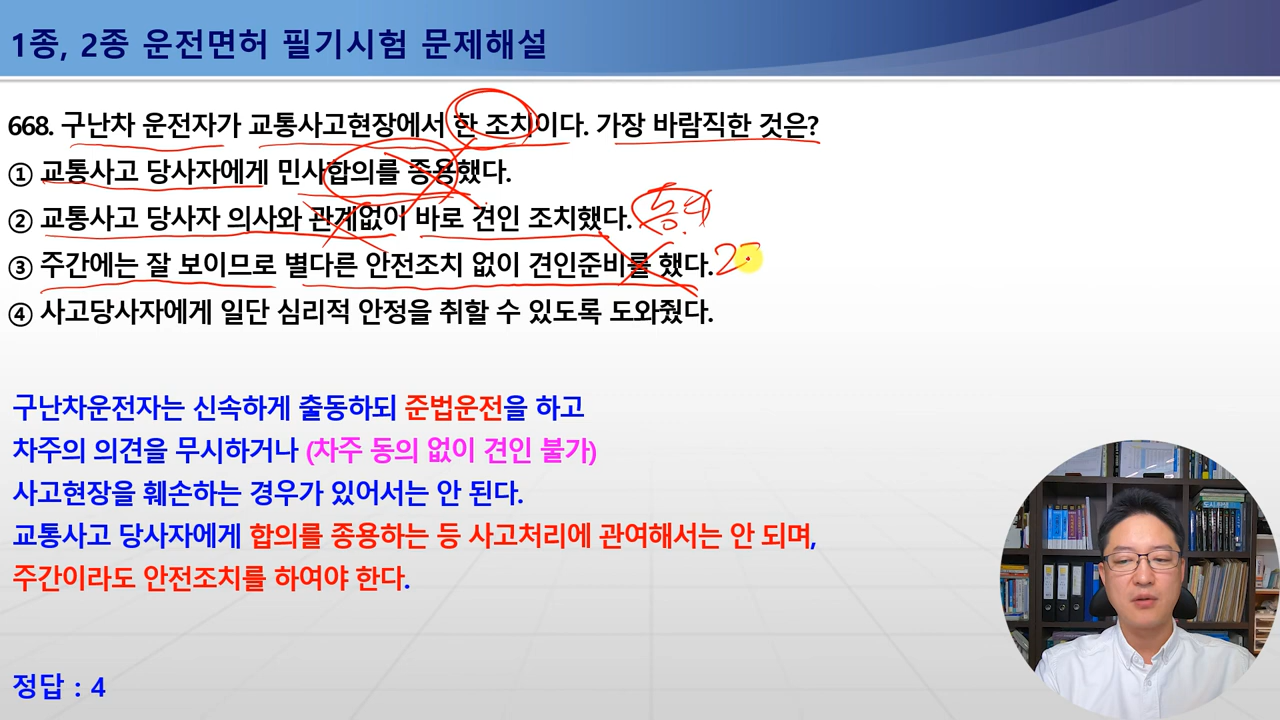 1종, 2종 운전면허 필기시험 문제해설
668. 구난차 운전자가 교통사고현장에서 한 조치이다. 가장 바람직한 것은?
① 교통사고 당사자에게 민사합의를 종용했다.
② 교통사고 당사자 의사와 관계없이 바로 견인 조치했다. 동의
③ 주간에는 잘 보이므로 별다른 안전조치 없이 견인준비를 했다.
④ 사고당사자에게 일단 심리적 안정을 취할 수 있도록 도와줬다.
구난차운전자는 신속하게 출동하되 준법운전을 하고
차주의 의견을 무시하거나 (차주 동의 없이 견인 불가)
사고현장을 훼손하는 경우가 있어서는 안 된다.
교통사고 당사자에게 합의를 종용하는 등 사고처리에 관여해서는 안 되며,
주간이라도 안전조치를 하여야 한다.
정답 : 4